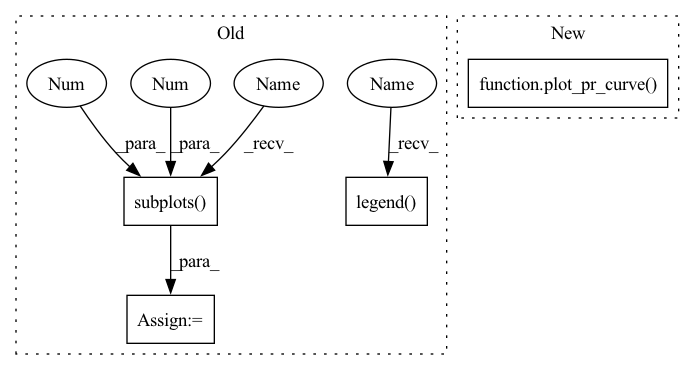 Old
New
Num
Num
Name
Name
function.plot_pr_curve()
_para_
_para_
_recv_
_recv_
subplots()
legend()
_para_
Assign:=